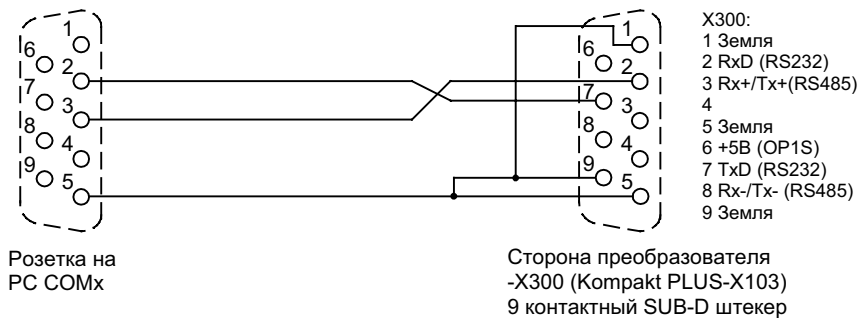 1
6
2
7
3
8
4
9
5
1
6
2
7
3
8
4
9
5
X300:
1 Земля
2 RxD (RS232)
3 Rx+/Tx+(RS485)
4
5 Земля
6 +5В (OP1S)
7 TxD (RS232)
8 Rx-/Tx- (RS485)
9 Земля
Розетка на
PC COMx
Сторона преобразователя
-X300 (Kompakt PLUS-X103)
9 контактный SUB-D штекер